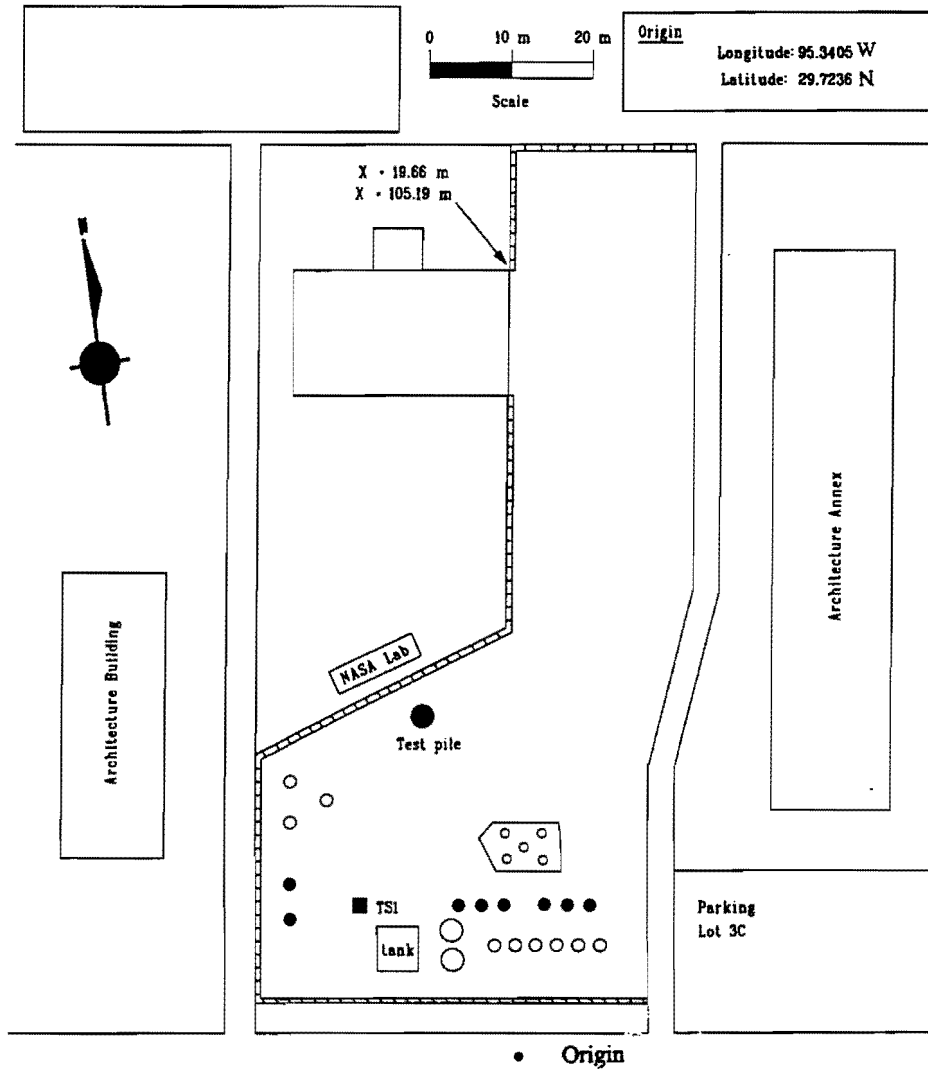 0 10 m 20 m
Scale
Origin
Longitude: 95.3405 W
Latitude: 29.7236 N
X - 19.66 m
X - 105.19 m
N
Architecture Annex
Architecture Building
NASA Lab
Test pile
TS1
tank
Parking
Lot 3C
Origin